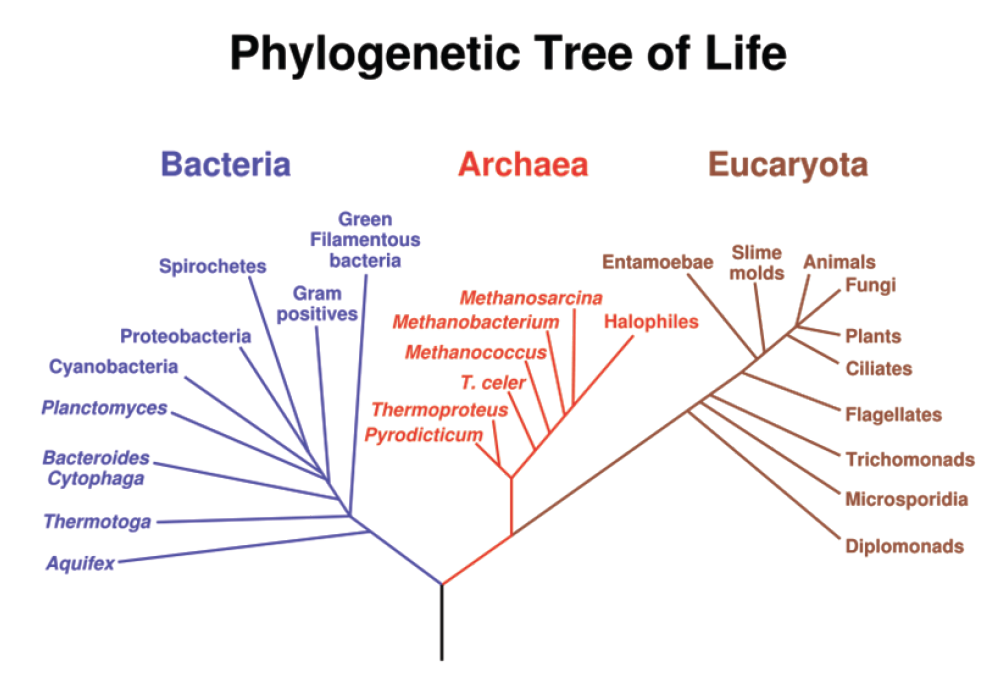 Phylogenetic Tree of Life
Bacteria
Archaea
Eucaryota
Green
Filamentous
bacteria
Spirochetes
Gram
positives
Proteobacteria
Cyanobacteria
Planctomyces
Bacteroides
Cytophaga
Thermotoga
Aquifex
Methanosarcina
Methanobacterium
Halophiles
Methanococcus
T. celer
Thermoproteus
Pyrodicticum
Entamoebae
Slime
molds
Animals
Fungi
Plants
Ciliates
Flagellates
Trichomonads
Microsporidia
Diplomonads